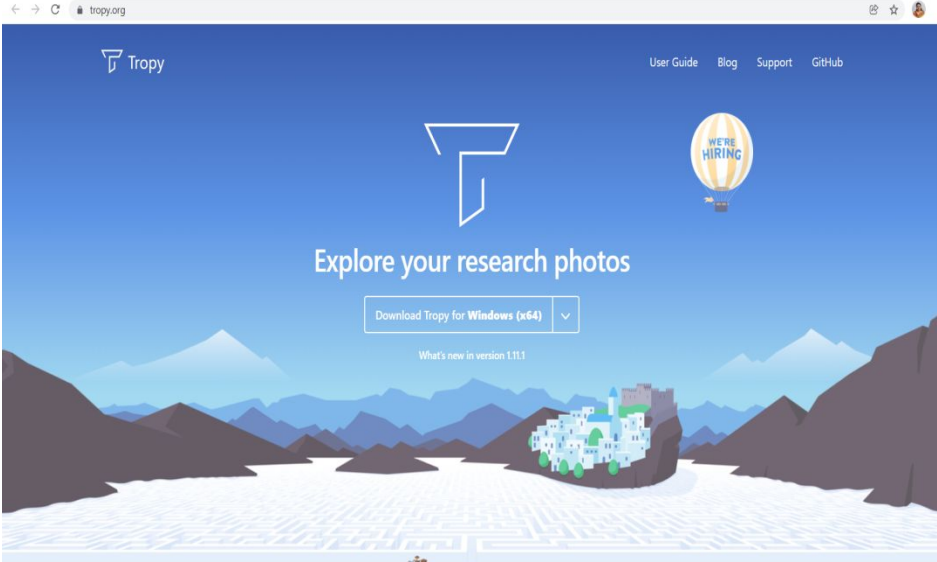 tropy.org
Tropy
User Guide Blog Support GitHub
WE'RE
HIRING
Explore your research photos
Download Tropy for Windows (x64)
What's new in version 1.11.1